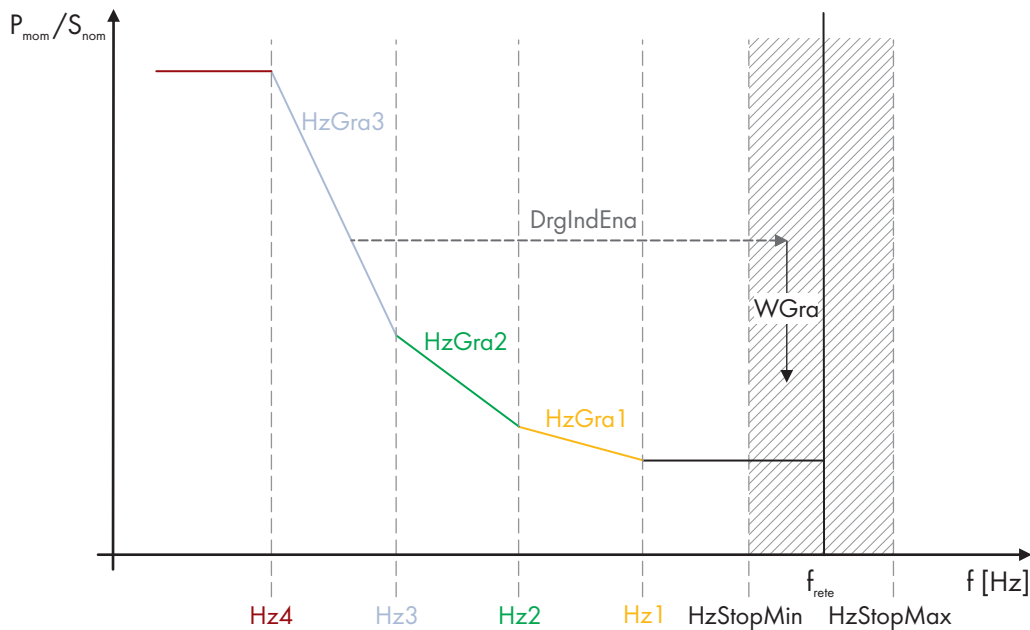 Pmom/Snom
HzGra3
DrgIndEna
WGra
HzGra2
HzGra1
frete
f [Hz]
Hz4
Hz3
Hz2
Hz1
HzStopMin
HzStopMax